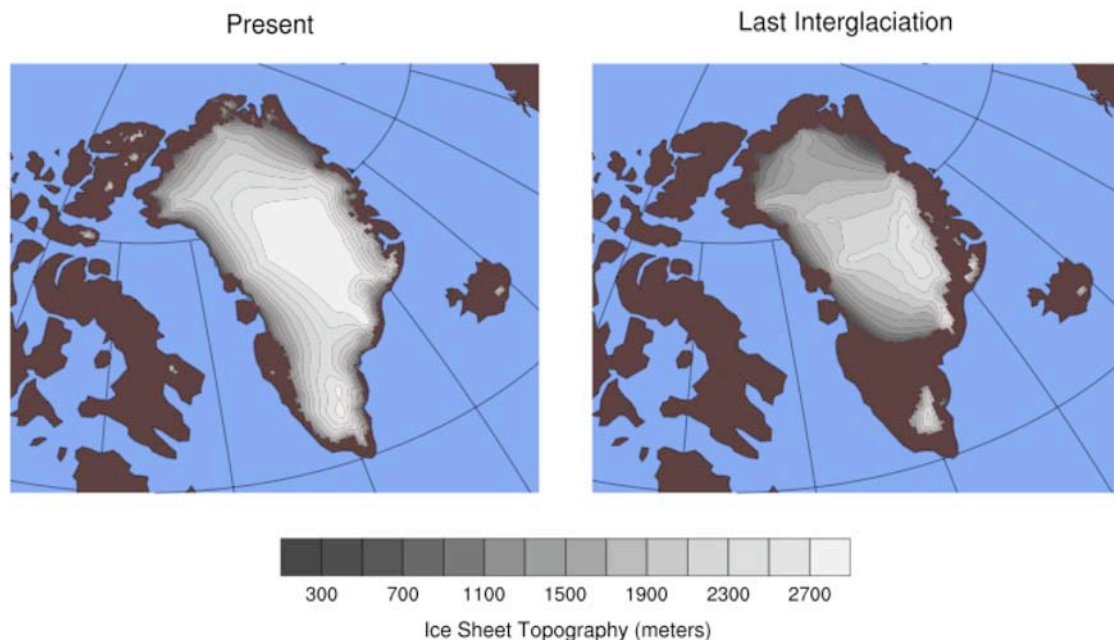 Present
Last Interglaciation
300 700 1100 1500 1900 2300 2700
Ice Sheet Topography (meters)